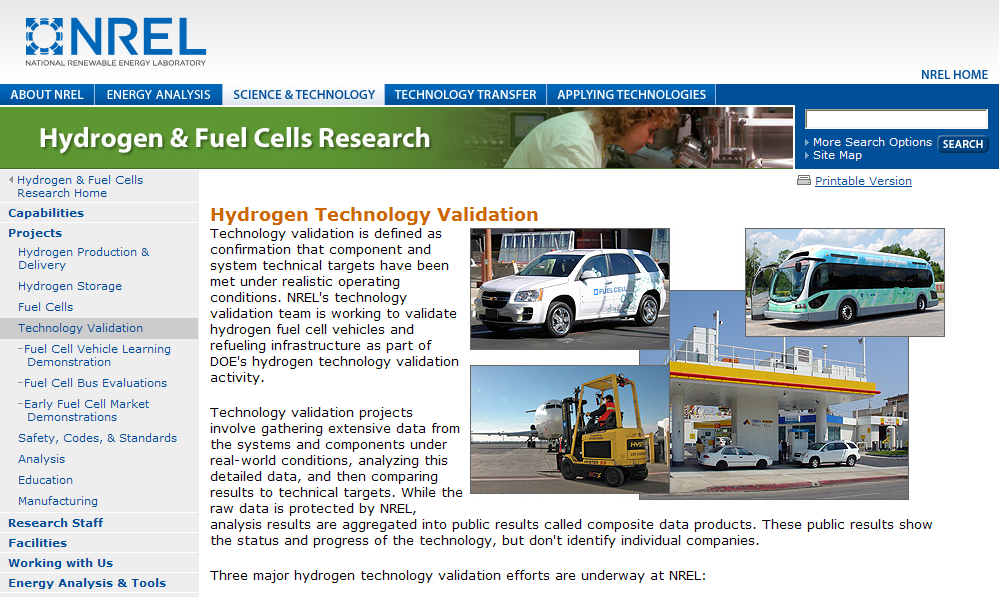 NREL
NATIONAL RENEWABLE ENERGY LABORATORY
NREL HOME
ABOUT NREL
ENERGY ANALYSIS
SCIENCE & TECHNOLOGY
TECHNOLOGY TRANSFER
APPLYING TECHNOLOGIES
Hydrogen & Fuel Cells Research
More Search Options
SEARCH
Site Map
Printable Version
Hydrogen & Fuel Cells
Research Home
Capabilities
Projects
Hydrogen Production &
Delivery
Hydrogen Storage
Fuel Cells
Technology Validation
Fuel Cell Vehicle Learning
Demonstration
Fuel Cell Bus Evaluations
Early Fuel Cell Market
Demonstrations
Safety, Codes, & Standards
Analysis
Education
Manufacturing
Research Staff
Facilities
Working with Us
Energy Analysis & Tools
Hydrogen Technology Validation
Technology validation is defined as
confirmation that component and
system technical targets have been
met under realistic operating
conditions. NREL's technology
validation team is working to validate
hydrogen fuel cell vehicles and
refueling infrastructure as part of
DOE's hydrogen technology validation
activity.
Technology validation projects
involve gathering extensive data from
the systems and components under
real-world conditions, analyzing this
detailed data, and then comparing
results to technical targets. While the
raw data is protected by NREL,
analysis results are aggregated into public results called composite data products. These public results show
the status and progress of the technology, but don't identify individual companies.
Three major hydrogen technology validation efforts are underway at NREL:
FUEL CELL
HYSTER